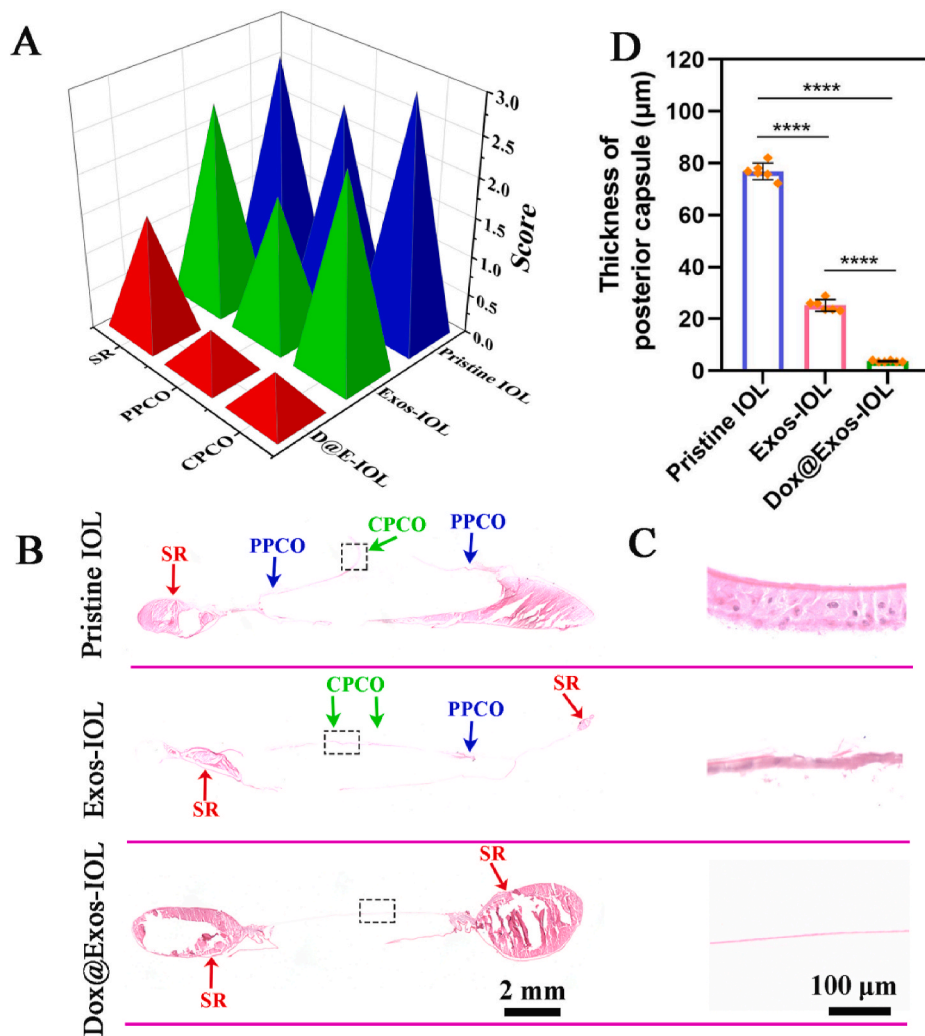 A
3.0
2.5
2.0
1.5
1.0
0.5
0.0
Score
SR
PPCO
CPCO
D@E-IOL
Exos-IOL
Pristine IOL
D
Thickness of
posterior capsule (μm)
120
100
80
60
40
20
0
****
****
****
Pristine IOL
Exos-IOL
Dox@Exos-IOL
B
C
Pristine IOL
SR
PPCO
CPCO
PPCO
Exos-IOL
CPCO
PPCO
SR
SR
Dox@Exos-IOL
SR
SR
2 mm
100 μm